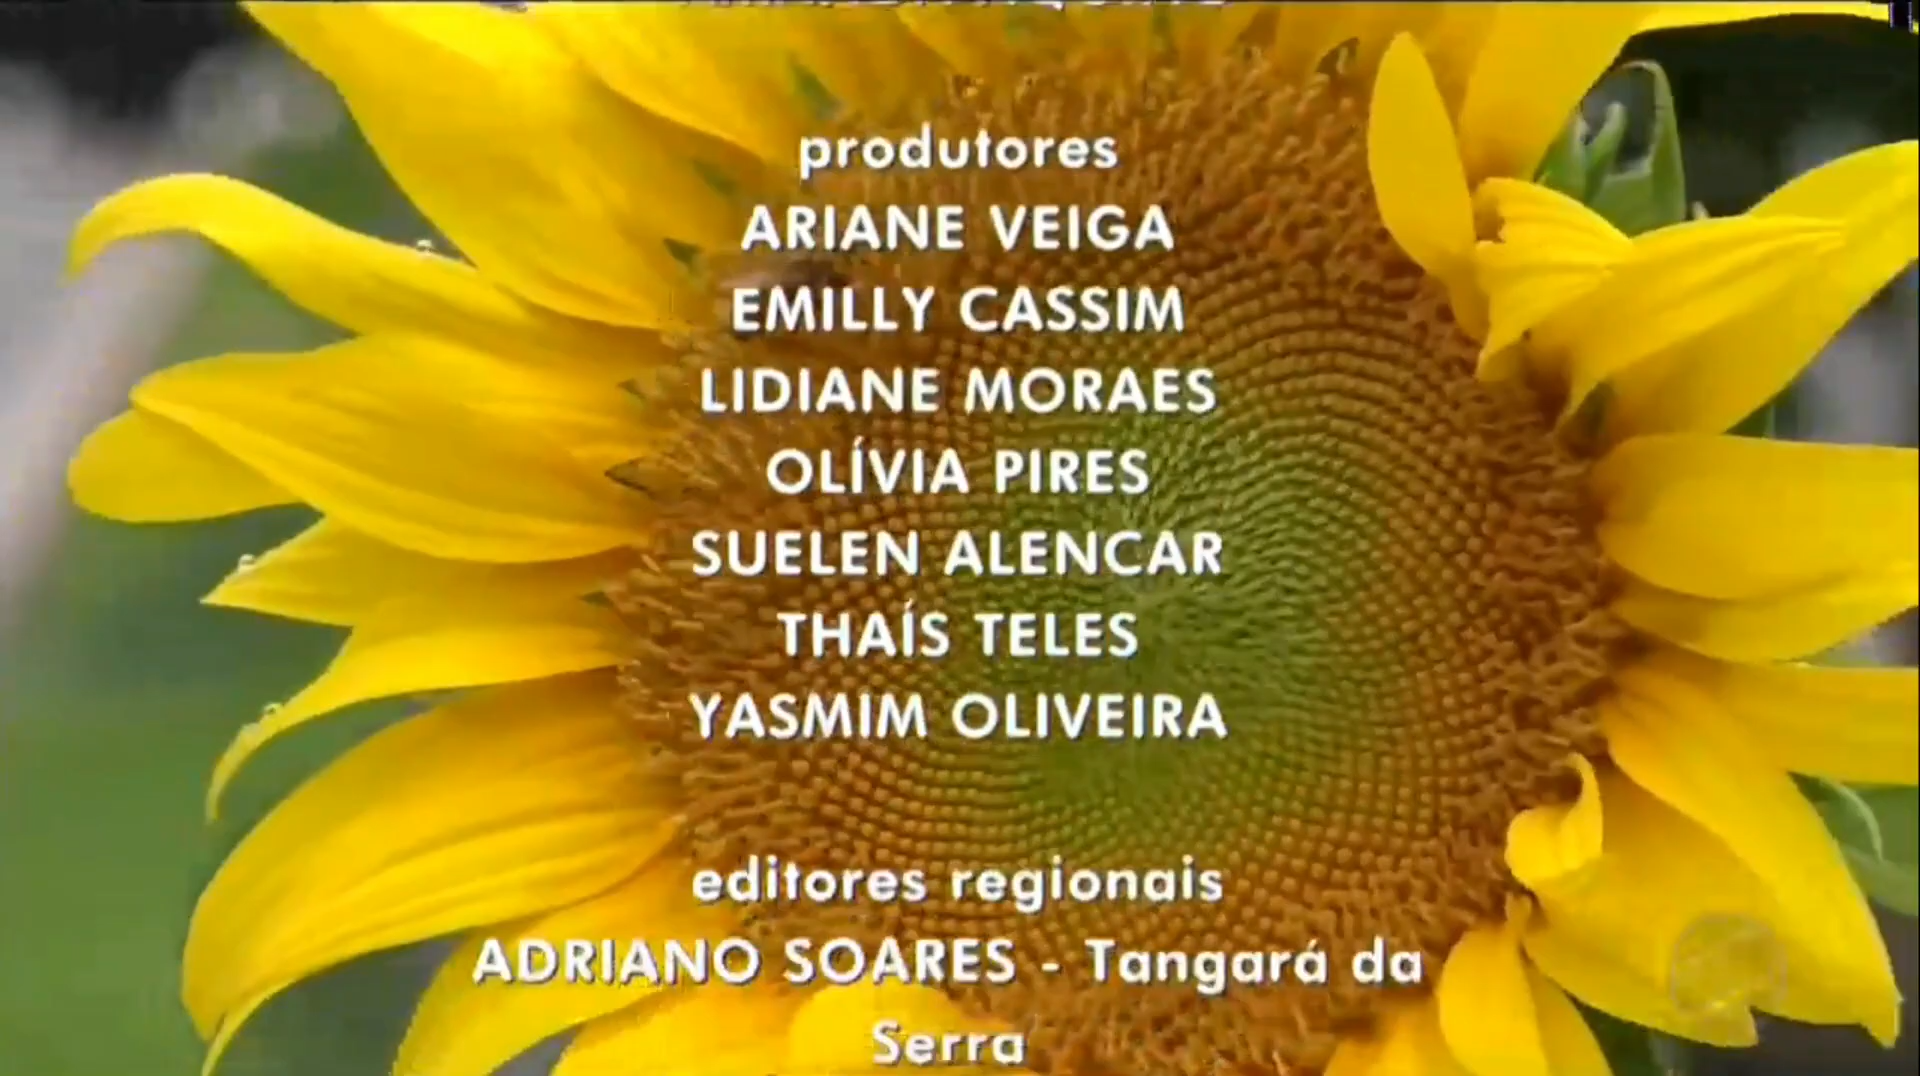 produtores
ARIANE VEIGA
EMILLY CASSIM
LIDIANE MORAES
OLÍVIA PIRES
SUELEN ALENCAR
THAÍS TELES
YASMIM OLIVEIRA
editores regionais
ADRIANO SOARES - Tangará da
Serra